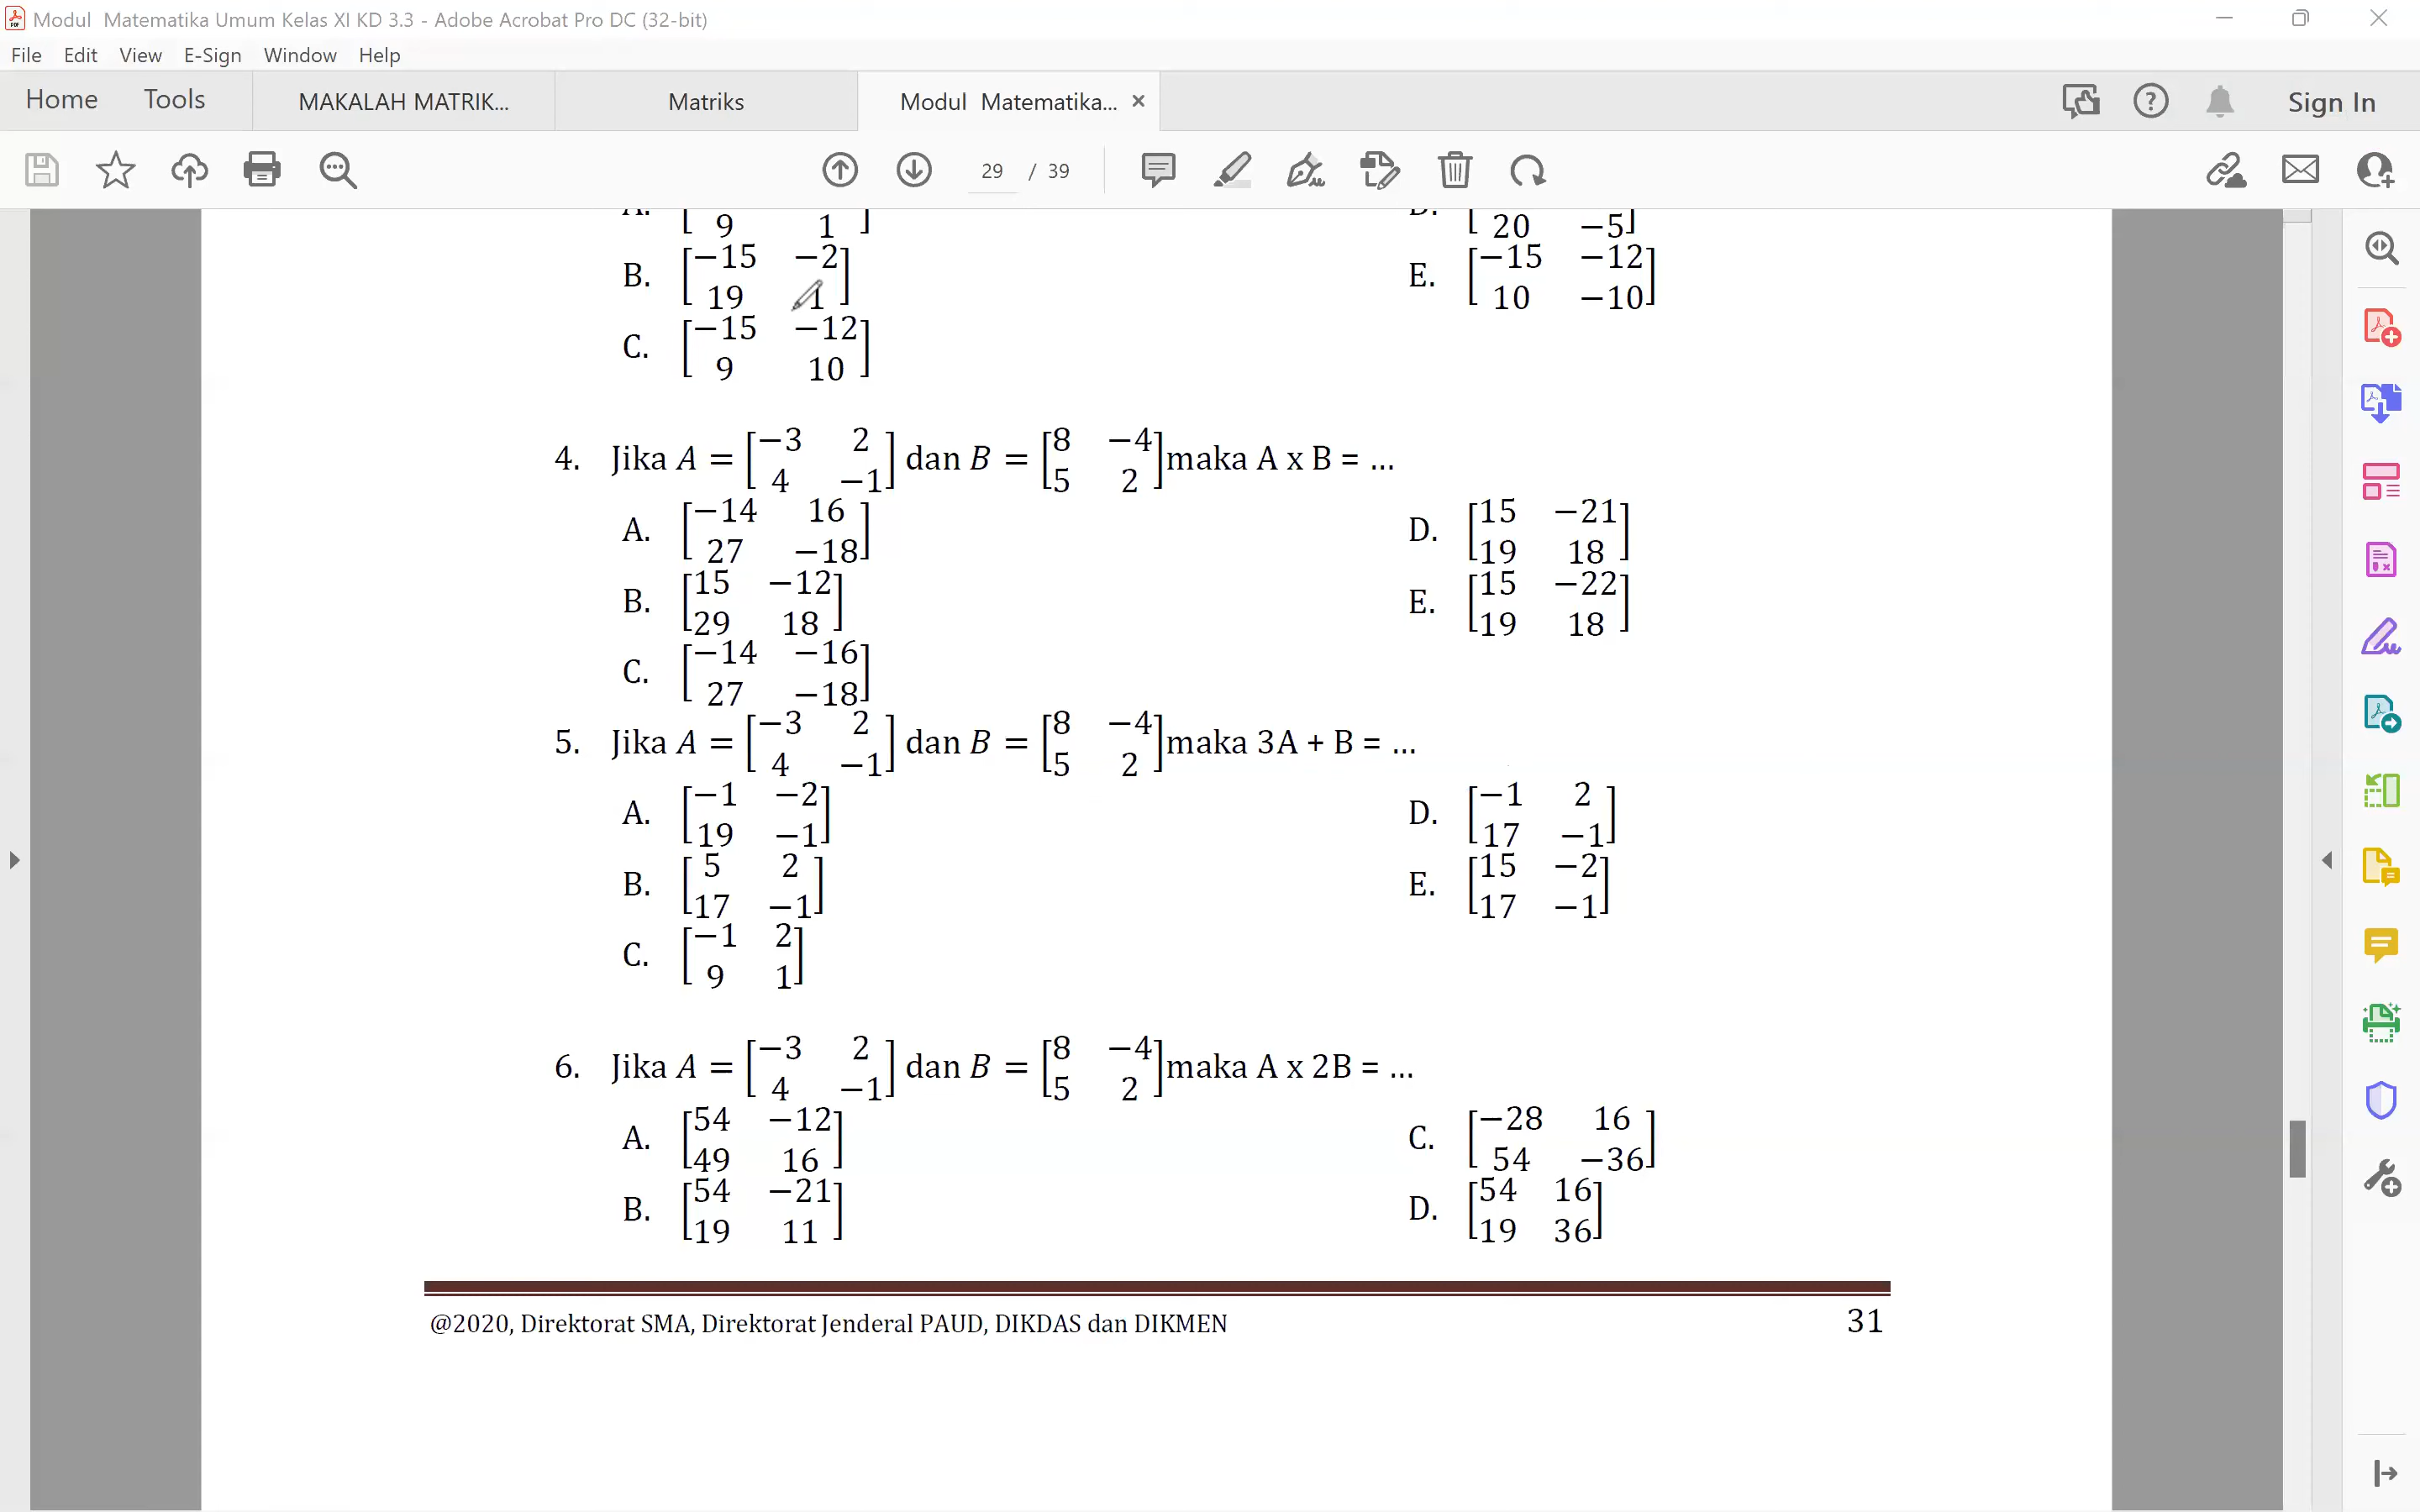 Modul Matematika Umum Kelas XI KD 3.3 - Adobe Acrobat Pro DC (32-bit)
File Edit View E-Sign Window Help
Home Tools MAKALAH MATRIK... Matriks Modul Matematika... × Sign In
29 / 39
9 1
20 −5
B. [−15 −2
19 1]
E. [−15 −12
10 −10]
C. [−15 −12
9 10]
4. Jika A = [−3 2
4 −1] dan B = [8 −4
5 2] maka A x B = ...
A. [−14 16
27 −18]
D. [15 −21
19 18]
B. [15 −12
29 18]
E. [15 −22
19 18]
C. [−14 −16
27 −18]
5. Jika A = [−3 2
4 −1] dan B = [8 −4
5 2] maka 3A + B = ...
A. [−1 −2
19 −1]
D. [−1 2
17 −1]
B. [5 2
17 −1]
E. [15 −2
17 −1]
C. [−1 2
9 1]
6. Jika A = [−3 2
4 −1] dan B = [8 −4
5 2] maka A x 2B = ...
A. [54 −12
49 16]
C. [−28 16
54 −36]
B. [54 −21
19 11]
D. [54 16
19 36]
@2020, Direktorat SMA, Direktorat Jenderal PAUD, DIKDAS dan DIKMEN 31